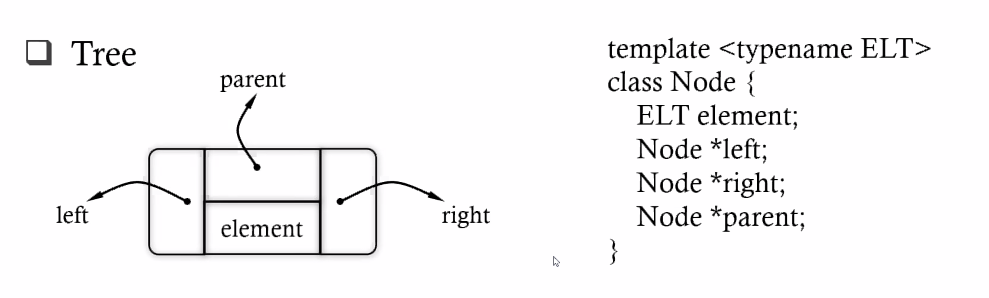 Tree
parent
left
element
right
template <typename ELT>
class Node {
ELT element;
Node *left;
Node *right;
Node *parent;
}